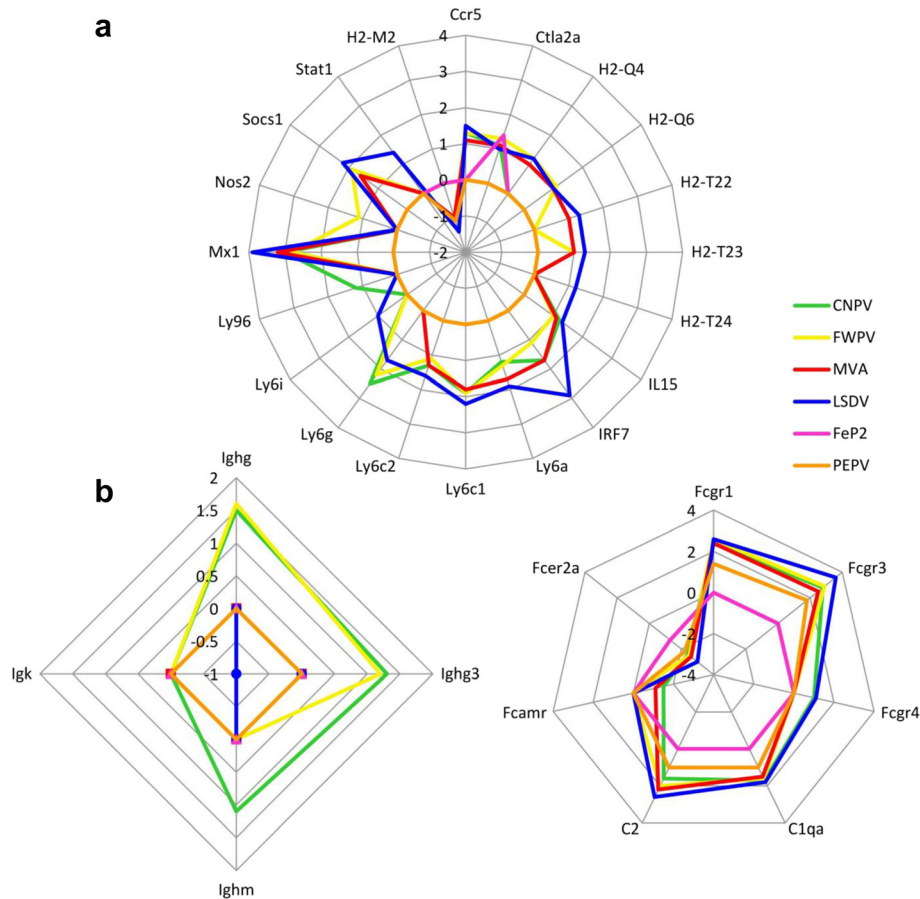 a
Ccr5
H2-M2
Ctla2a
Stat1
H2-Q4
Socs1
H2-Q6
Nos2
H2-T22
Mx1
H2-T23
Ly96
H2-T24
Ly6i
IL15
Ly6g
IRF7
Ly6c2
Ly6a
Ly6c1
4
3
2
1
0
-1
-2
CNPV
FWPV
MVA
LSDV
FeP2
PEPV
b
Ighg
Igk
Ighg3
Ighm
2
1.5
1
0.5
0
-0.5
-1
Fcgr1
Fcer2a
Fcgr3
Fcamr
Fcgr4
C2
C1qa
4
2
0
-2
-4